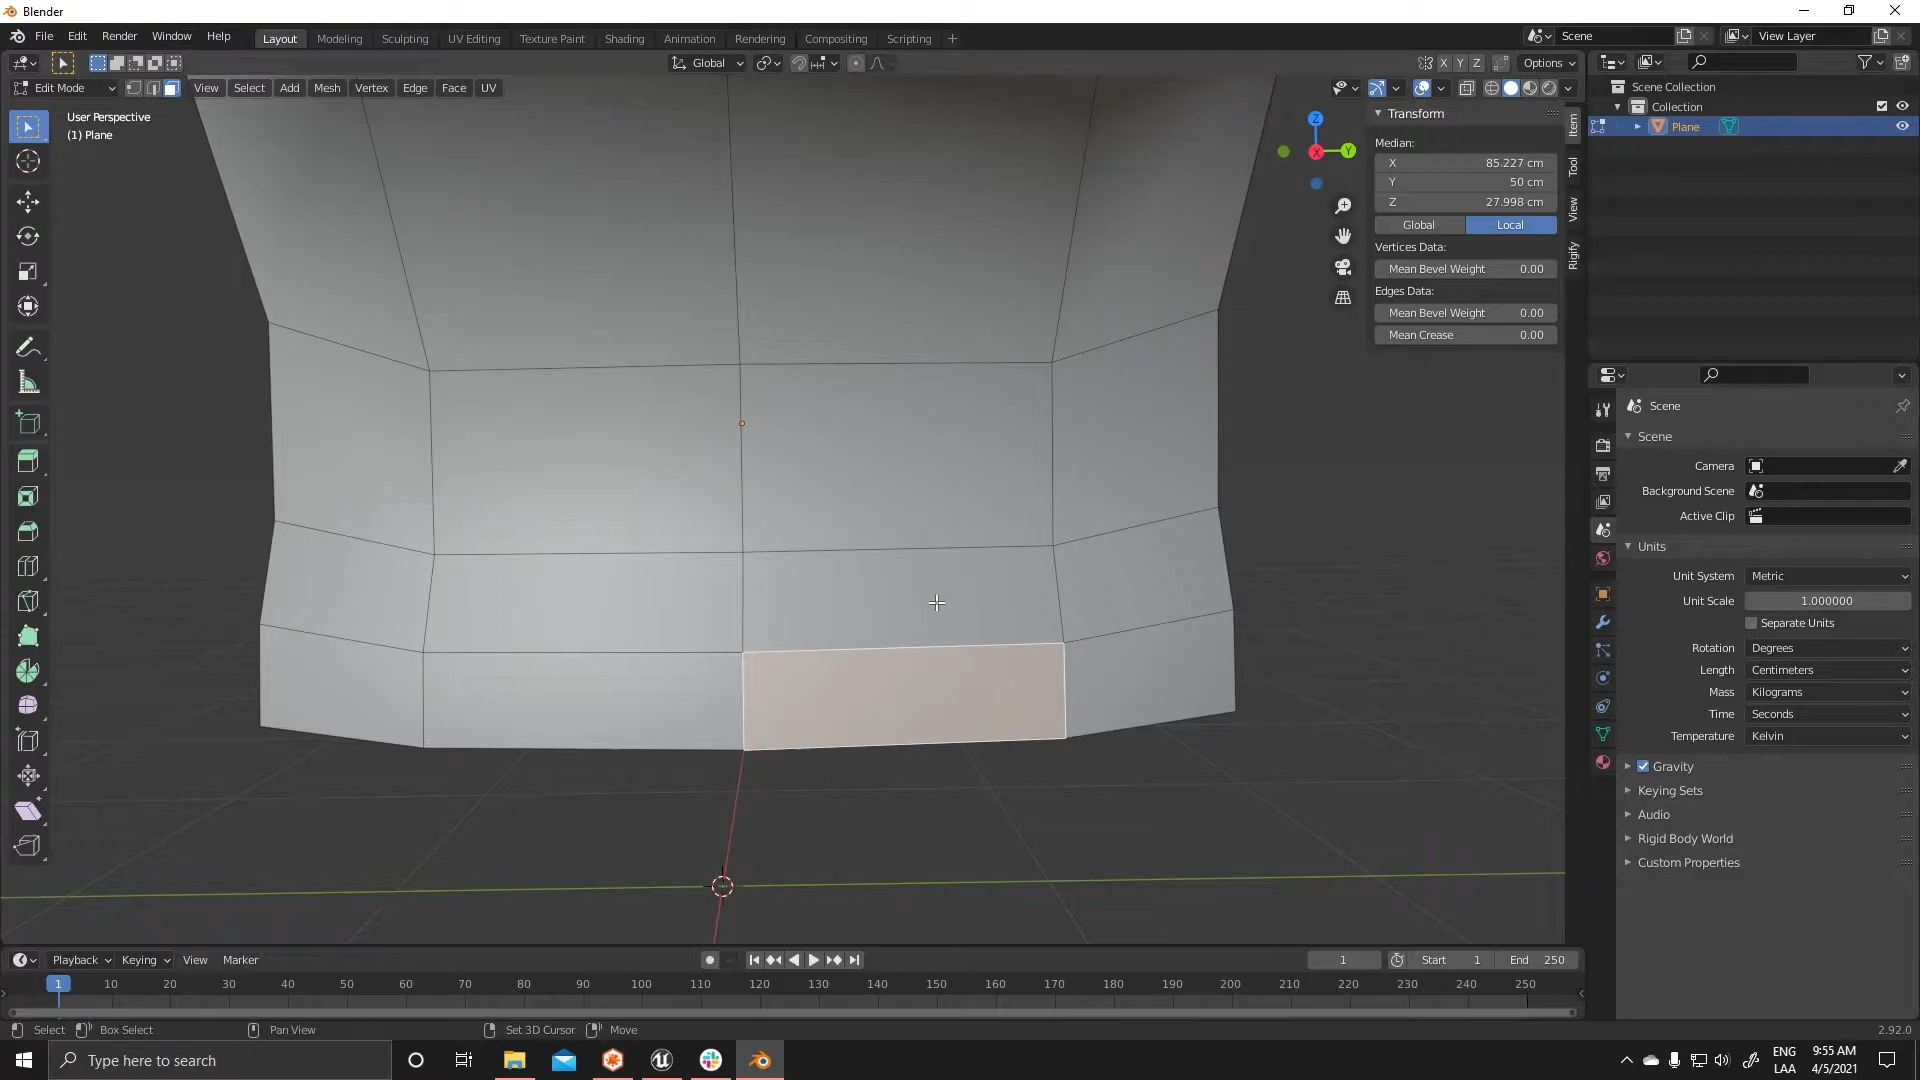 Blender
File Edit Render Window Help
Layout Modeling Sculpting UV Editing Texture Paint Shading Animation Rendering Compositing Scripting +
Scene
View Layer
Global
X Y Z
Options
Edit Mode
View Select Add Mesh Vertex Edge Face UV
User Perspective
(1) Plane
Z
X
Y
Transform
Median:
X 85.227 cm
Y 50 cm
Z 27.998 cm
Global Local
Vertices Data:
Mean Bevel Weight 0.00
Edges Data:
Mean Bevel Weight 0.00
Mean Crease 0.00
Item
Tool
View
Rigify
Scene Collection
Collection
Plane
Scene
Scene
Camera
Background Scene
Active Clip
Units
Unit System Metric
Unit Scale 1.000000
Separate Units
Rotation Degrees
Length Centimeters
Mass Kilograms
Time Seconds
Temperature Kelvin
Gravity
Keying Sets
Audio
Rigid Body World
Custom Properties
Playback Keying View Marker
1 Start 1 End 250
1 10 20 30 40 50 60 70 80 90 100 110 120 130 140 150 160 170 180 190 200 210 220 230 240 250
Select Box Select Pan View Set 3D Cursor Move 2.92.0
Type here to search
ENG
LAA
9:55 AM
4/5/2021